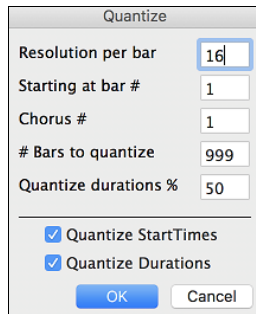 Quantize
Resolution per bar 16
Starting at bar # 1
Chorus # 1
# Bars to quantize 999
Quantize durations % 50
Quantize StartTimes
Quantize Durations
OK Cancel